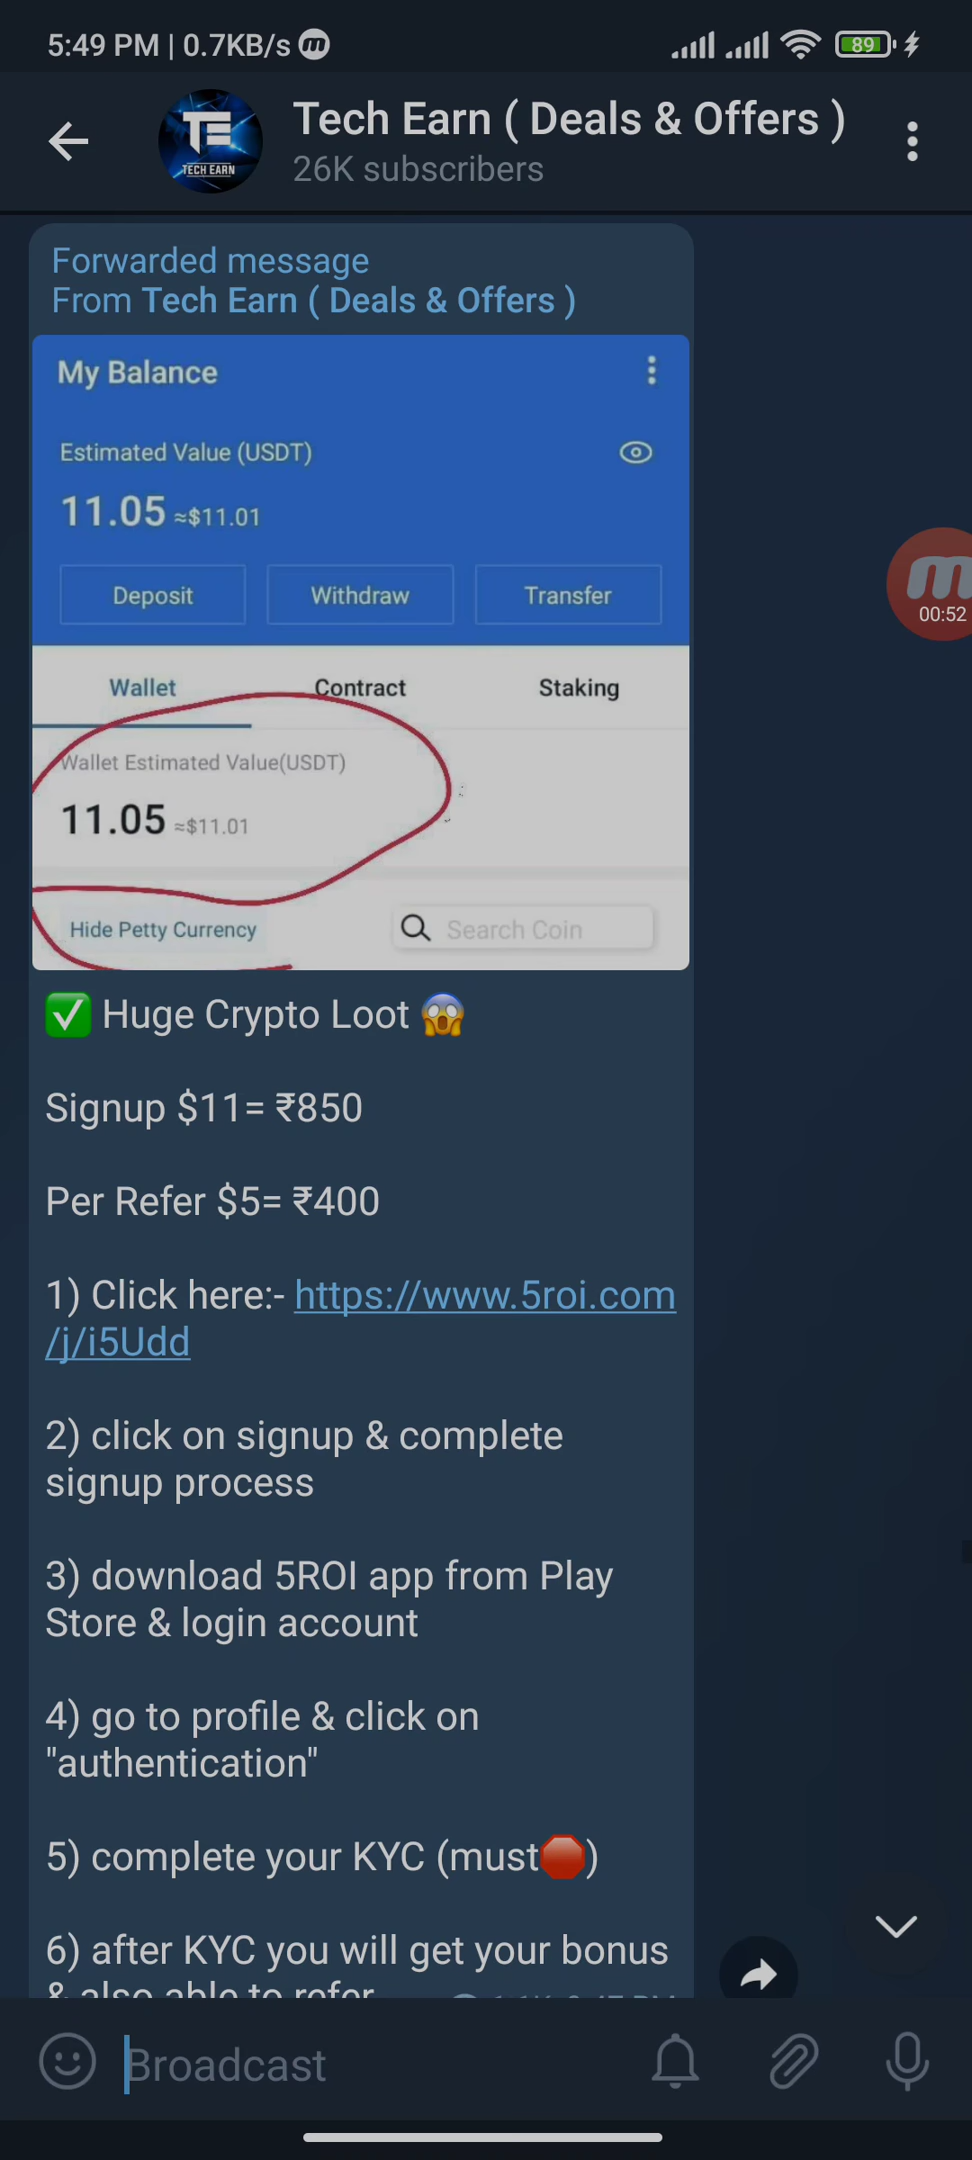 5:49 PM | 0.7KB/s
89
Tech Earn ( Deals & Offers )
26K subscribers
TE
TECH EARN
Forwarded message
From Tech Earn ( Deals & Offers )
My Balance
Estimated Value (USDT)
11.05 ≈$11.01
Deposit Withdraw Transfer
00:52
Wallet Contract Staking
Wallet Estimated Value(USDT)
11.05 ≈$11.01
Hide Petty Currency Search Coin
✅ Huge Crypto Loot 😱
Signup $11= ₹850
Per Refer $5= ₹400
1) Click here:- https://www.5roi.com
/j/i5Udd
2) click on signup & complete
signup process
3) download 5ROI app from Play
Store & login account
4) go to profile & click on
"authentication"
5) complete your KYC (must🛑)
6) after KYC you will get your bonus
& also able to refer
Broadcast